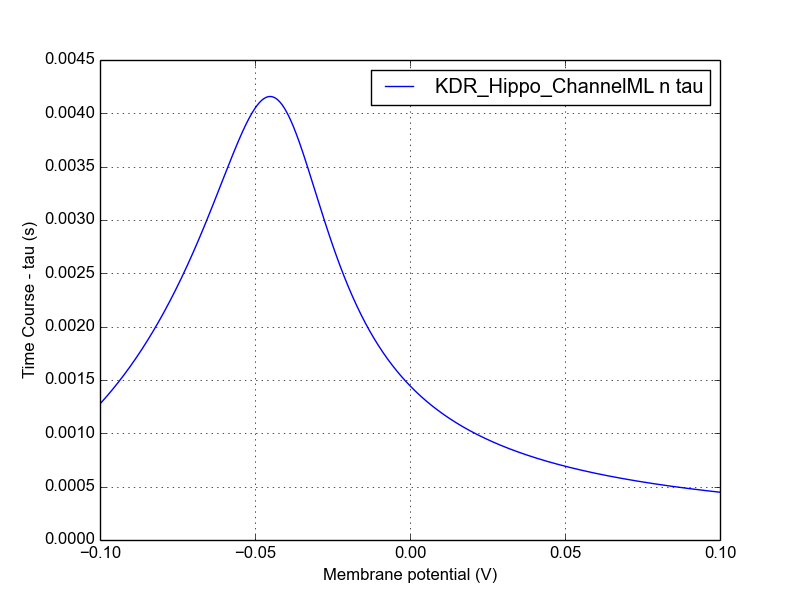 0.0045
0.0040
0.0035
0.0030
0.0025
0.0020
0.0015
0.0010
0.0005
0.0000
Time Course - tau (s)
KDR_Hippo_ChannelML n tau
−0.10 −0.05 0.00 0.05 0.10
Membrane potential (V)